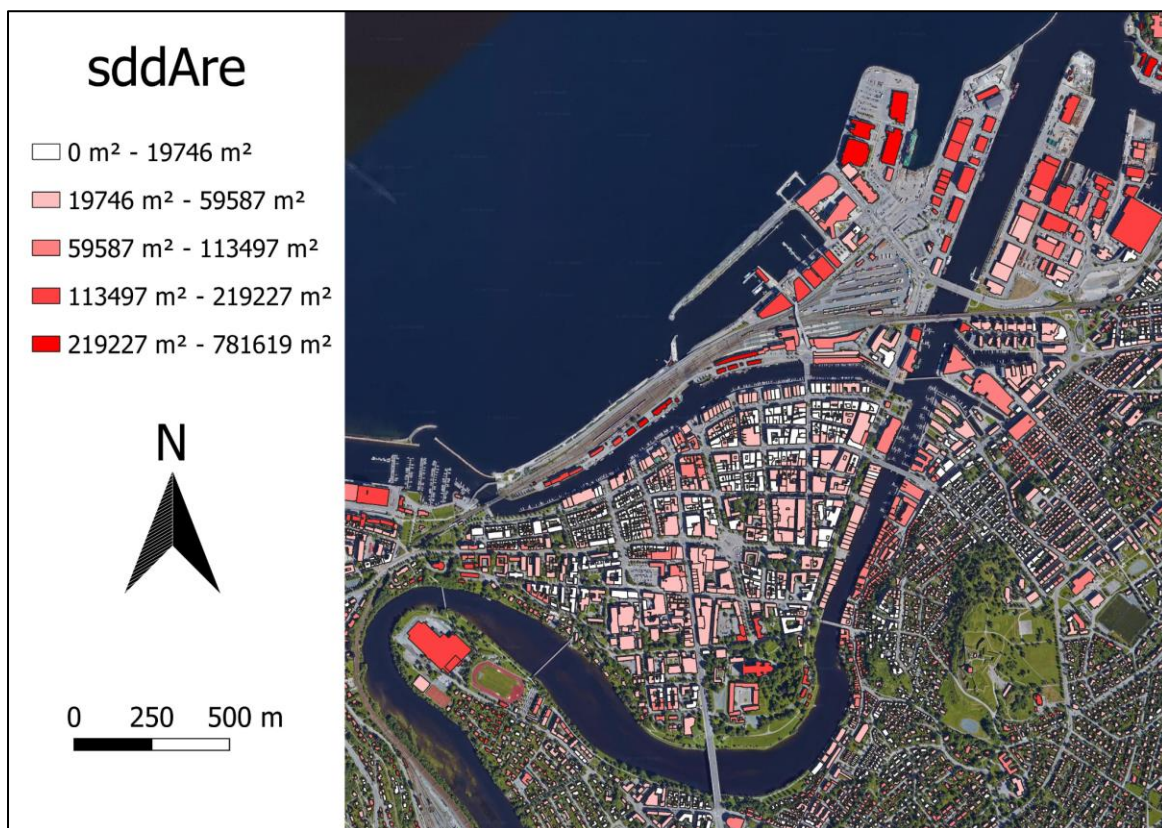 sddAre
0 m² - 19746 m²
19746 m² - 59587 m²
59587 m² - 113497 m²
113497 m² - 219227 m²
219227 m² - 781619 m²
N
0 250 500 m